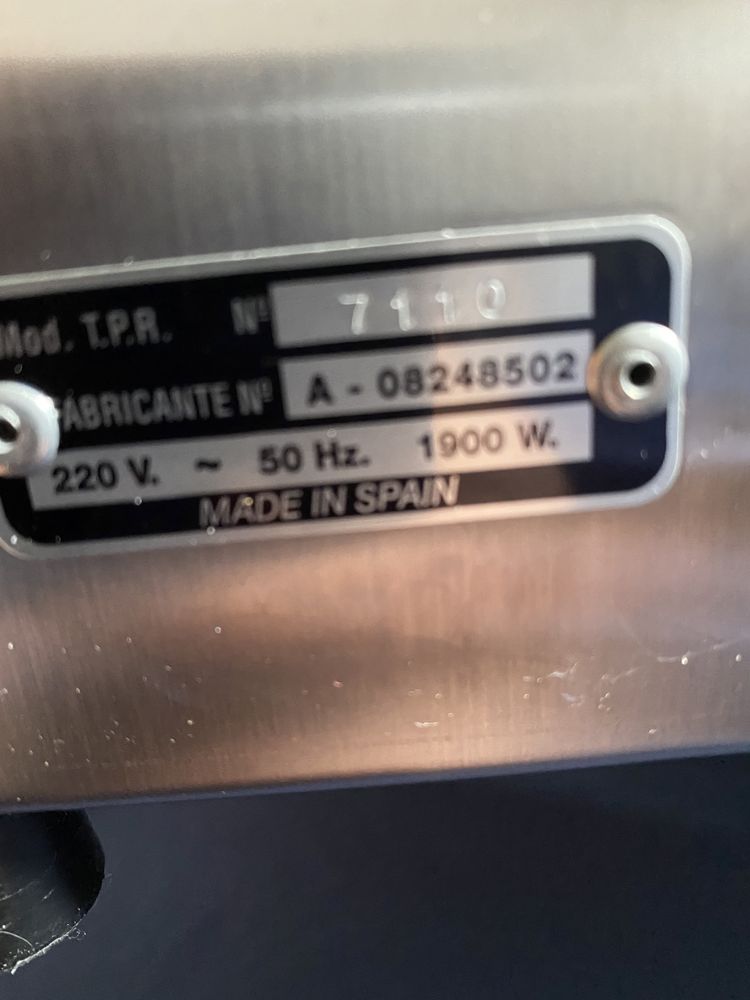 Mod. T.P.R. Nº 7110
FABRICANTE Nº A - 08248502
220 V. ~ 50 Hz. 1900 W.
MADE IN SPAIN